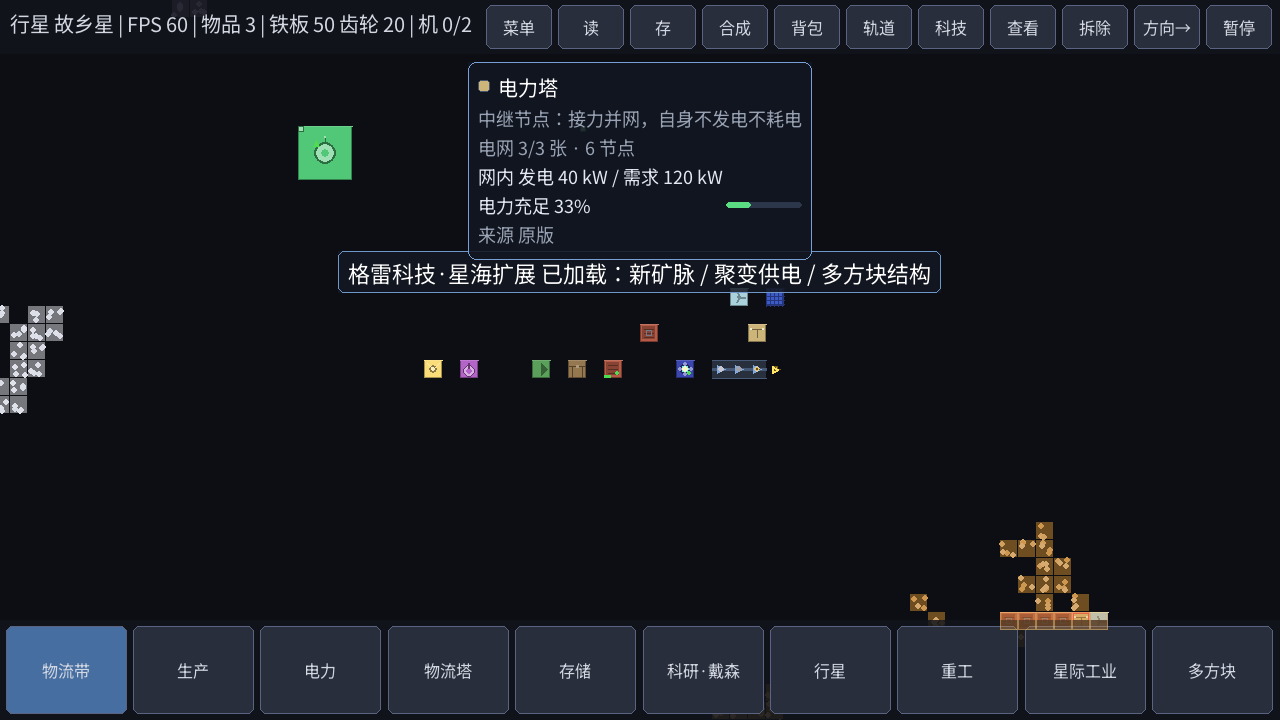 行星 故乡星 | FPS 60 | 物品 3 | 铁板 50 齿轮 20 | 机 0/2
菜单
读
存
合成
背包
轨道
科技
查看
拆除
方向→
暂停
电力塔
中继节点：接力并网，自身不发电不耗电
电网 3/3 张 · 6 节点
网内 发电 40 kW / 需求 120 kW
电力充足 33%
来源 原版
格雷科技·星海扩展 已加载：新矿脉 / 聚变供电 / 多方块结构
物流带
生产
电力
物流塔
存储
科研·戴森
行星
重工
星际工业
多方块